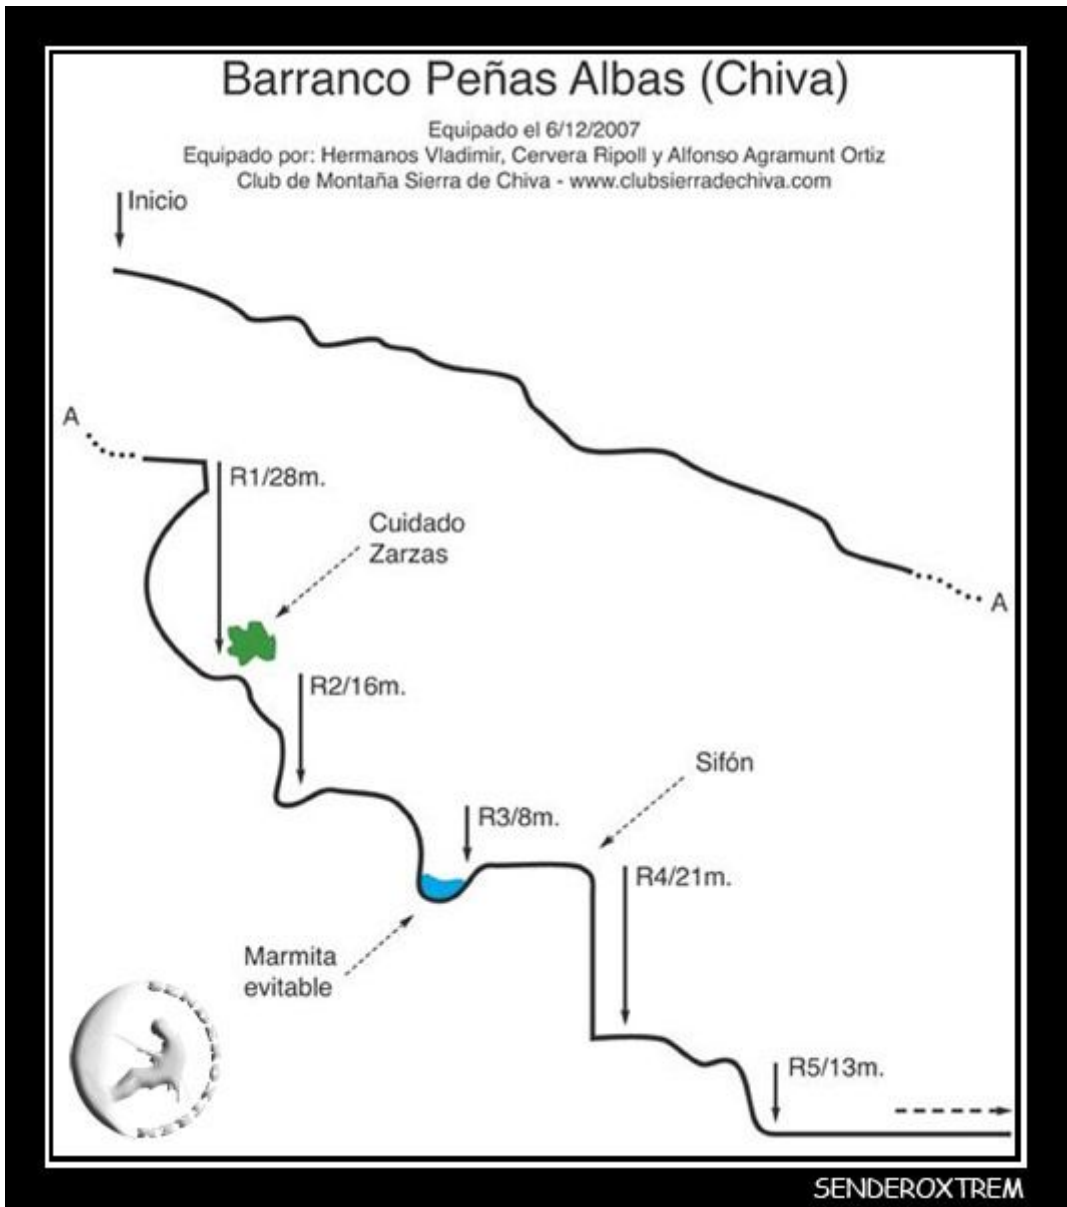 Barranco Peñas Albas (Chiva)
Equipado el 6/12/2007
Equipado por: Hermanos Vladimir, Cervera Ripoll y Alfonso Agramunt Ortiz
Club de Montaña Sierra de Chiva - www.clubsierradechiva.com
Inicio
A
R1/28m.
Cuidado
Zarzas
A
R2/16m.
Sifón
R3/8m.
R4/21m.
Marmita
evitable
R5/13m.
SENDEROXTREM
SENDEROXTREM